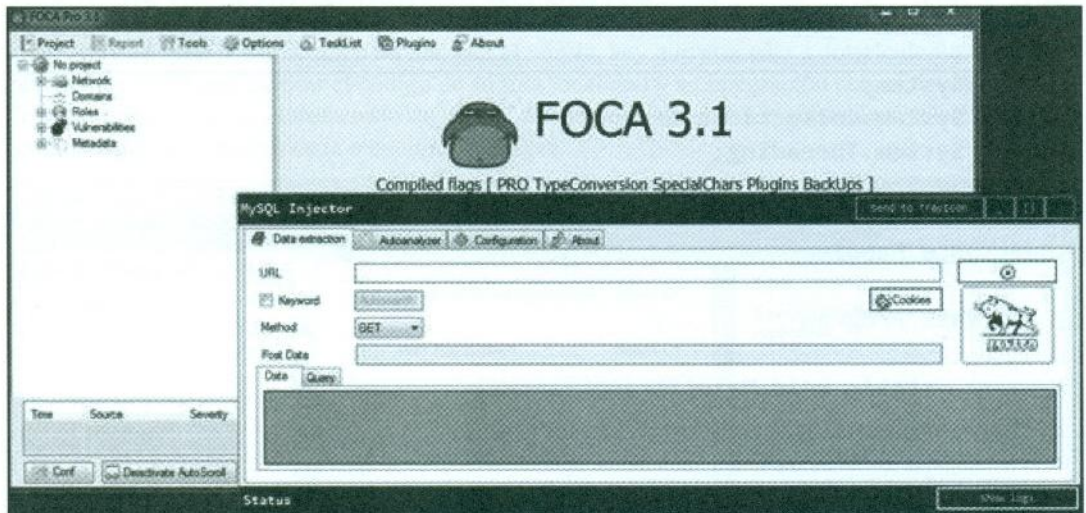 FOCA Pro 3.1
Project Report Tools Options TaskList Plugins About
No project
Network
Domains
Roles
Vulnerabilities
Metadata
FOCA 3.1
Compiled flags [ PRO TypeConversion SpecialChars Plugins BackUps ]
MySQL Injector
Send to trayicon
Data extraction Autoanalyzer Configuration About
URL
Keyword
Cookies
Method GET
Post Data
Data Query
Time Source Severity
Conf Deactivate AutoScroll
Status
Show logs